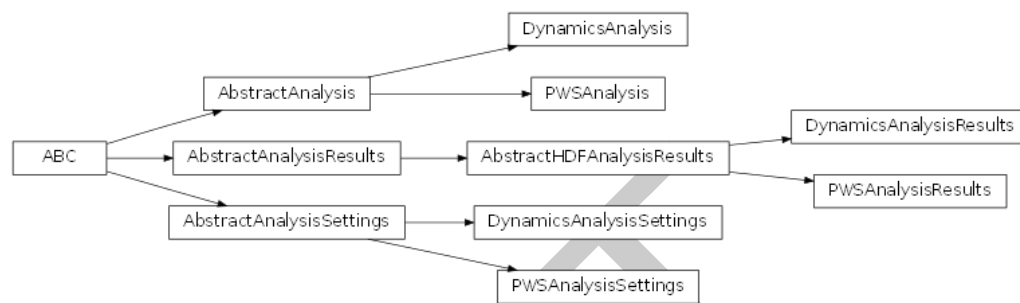 DynamicsAnalysis
AbstractAnalysis
PWSAnalysis
DynamicsAnalysisResults
ABC
AbstractAnalysisResults
AbstractHDFAnalysisResults
PWSAnalysisResults
AbstractAnalysisSettings
DynamicsAnalysisSettings
PWSAnalysisSettings